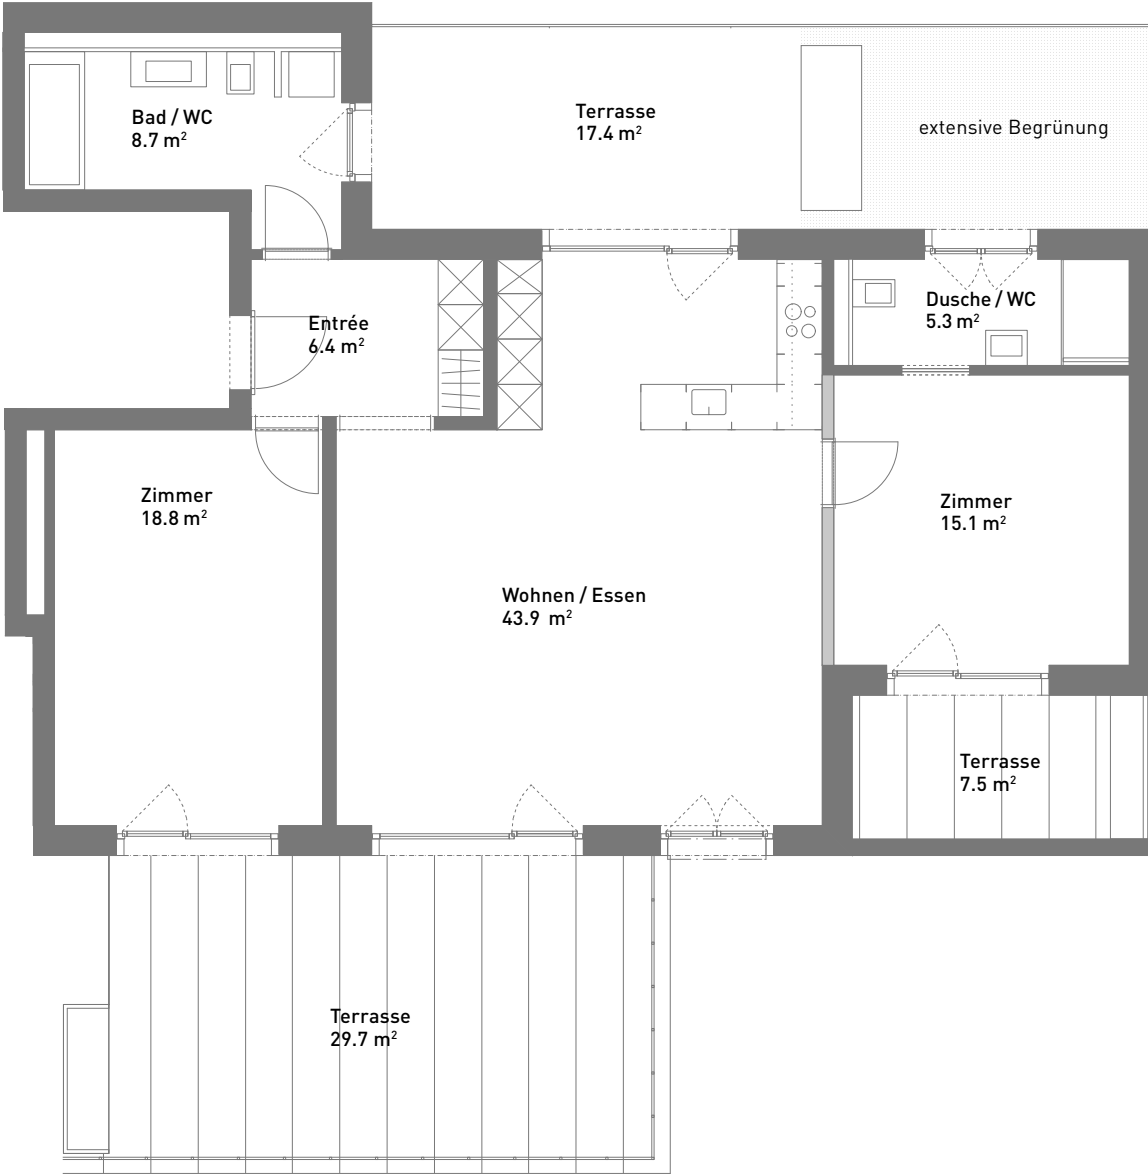 Bad / WC
8.7 m²
Terrasse
17.4 m²
extensive Begrünung
Entrée
6.4 m²
Dusche / WC
5.3 m²
Zimmer
18.8 m²
Zimmer
15.1 m²
Wohnen / Essen
43.9 m²
Terrasse
7.5 m²
Terrasse
29.7 m²